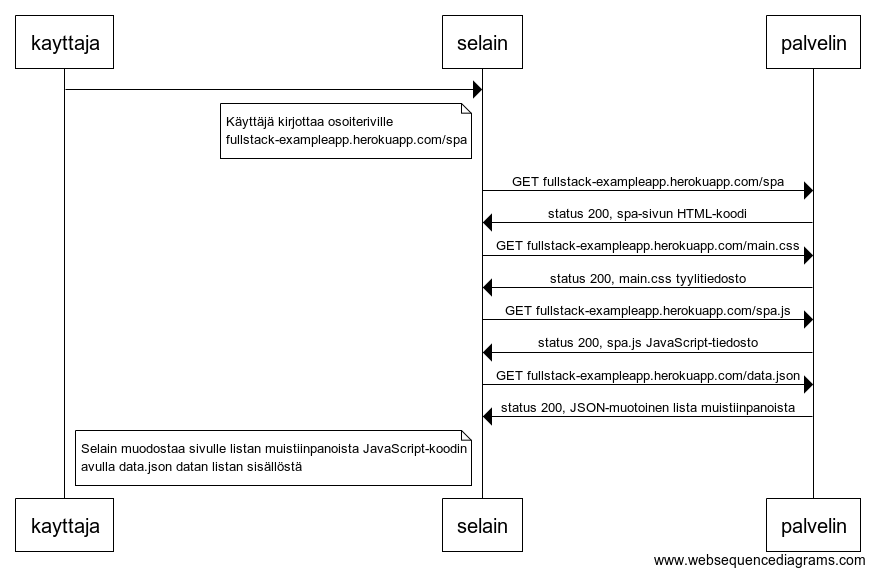 kayttaja
selain
palvelin
Käyttäjä kirjottaa osoiteriville
fullstack-exampleapp.herokuapp.com/spa
GET fullstack-exampleapp.herokuapp.com/spa
status 200, spa-sivun HTML-koodi
GET fullstack-exampleapp.herokuapp.com/main.css
status 200, main.css tyylitiedosto
GET fullstack-exampleapp.herokuapp.com/spa.js
status 200, spa.js JavaScript-tiedosto
GET fullstack-exampleapp.herokuapp.com/data.json
status 200, JSON-muotoinen lista muistiinpanoista
Selain muodostaa sivulle listan muistiinpanoista JavaScript-koodin
avulla data.json datan listan sisällöstä
kayttaja
selain
palvelin
www.websequencediagrams.com